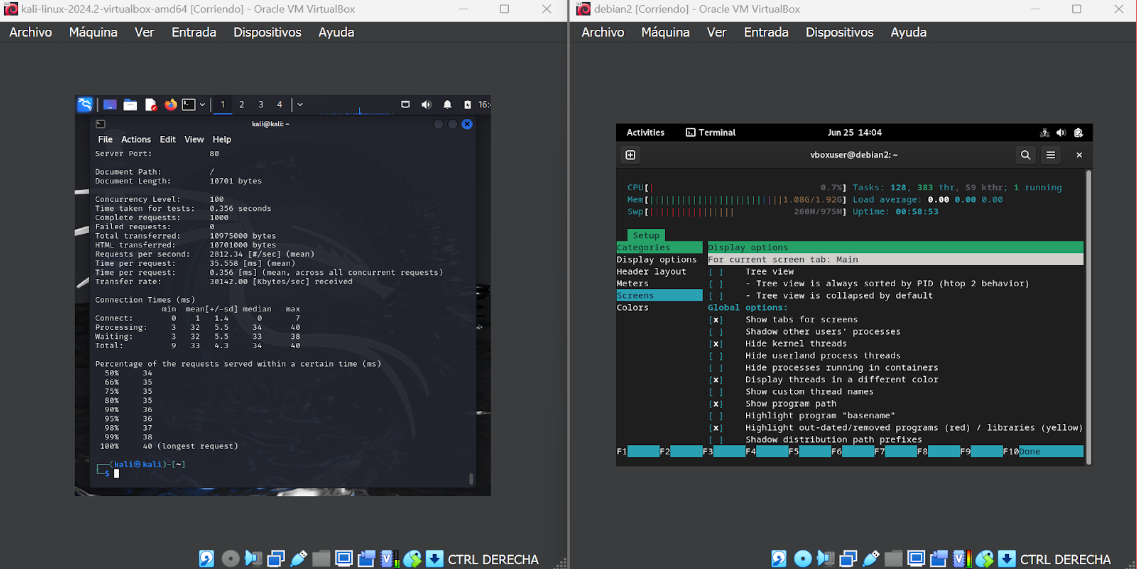 kali-linux-2024.2-virtualbox-amd64 [Corriendo] - Oracle VM VirtualBox
Archivo Máquina Ver Entrada Dispositivos Ayuda
1 2 3 4
kali@kali: ~
File Actions Edit View Help
Server Port: 80
Document Path: /
Document Length: 10701 bytes
Concurrency Level: 100
Time taken for tests: 0.356 seconds
Complete requests: 1000
Failed requests: 0
Total transferred: 10975000 bytes
HTML transferred: 10701000 bytes
Requests per second: 2812.34 [#/sec] (mean)
Time per request: 35.558 [ms] (mean)
Time per request: 0.356 [ms] (mean, across all concurrent requests)
Transfer rate: 30142.00 [Kbytes/sec] received
Connection Times (ms)
min mean[+/-sd] median max
Connect: 0 1 1.4 0 7
Processing: 3 32 5.5 34 40
Waiting: 3 32 5.5 33 38
Total: 9 33 4.3 34 40
Percentage of the requests served within a certain time (ms)
50% 34
66% 35
75% 35
80% 35
90% 36
95% 36
98% 37
99% 38
100% 40 (longest request)
(kali㉿kali)-[~]
$
CTRL DERECHA
debian2 [Corriendo] - Oracle VM VirtualBox
Archivo Máquina Ver Entrada Dispositivos Ayuda
Activities Terminal Jun 25 14:04
vboxuser@debian2: ~
CPU[| 0.7%] Tasks: 128, 383 thr, 59 kthr; 1 running
Mem[ 1.08G/1.92G] Load average: 0.00 0.00 0.00
Swp[ 260M/975M] Uptime: 00:58:53
Setup
Categories Display options
Display options For current screen tab: Main
Header layout [ ] Tree view
Meters [ ] - Tree view is always sorted by PID (htop 2 behavior)
Screens [ ] - Tree view is collapsed by default
Colors Global options:
[x] Show tabs for screens
[ ] Shadow other users' processes
[x] Hide kernel threads
[ ] Hide userland process threads
[ ] Hide processes running in containers
[x] Display threads in a different color
[ ] Show custom thread names
[x] Show program path
[ ] Highlight program "basename"
[x] Highlight out-dated/removed programs (red) / libraries (yellow)
[ ] Shadow distribution path prefixes
F1 F2 F3 F4 F5 F6 F7 F8 F9 F10Done
CTRL DERECHA